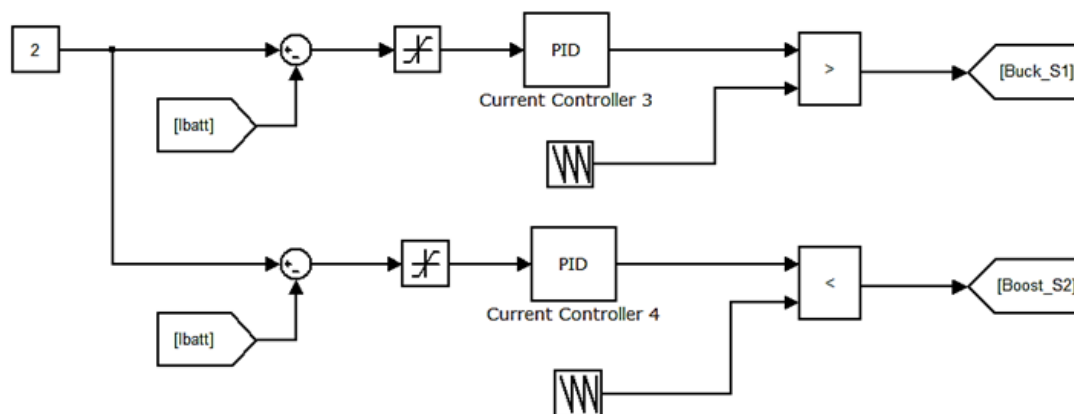 2
+
-
[Ibatt]
PID
Current Controller 3
>
[Buck_S1]
+
-
[Ibatt]
PID
Current Controller 4
<
[Boost_S2]